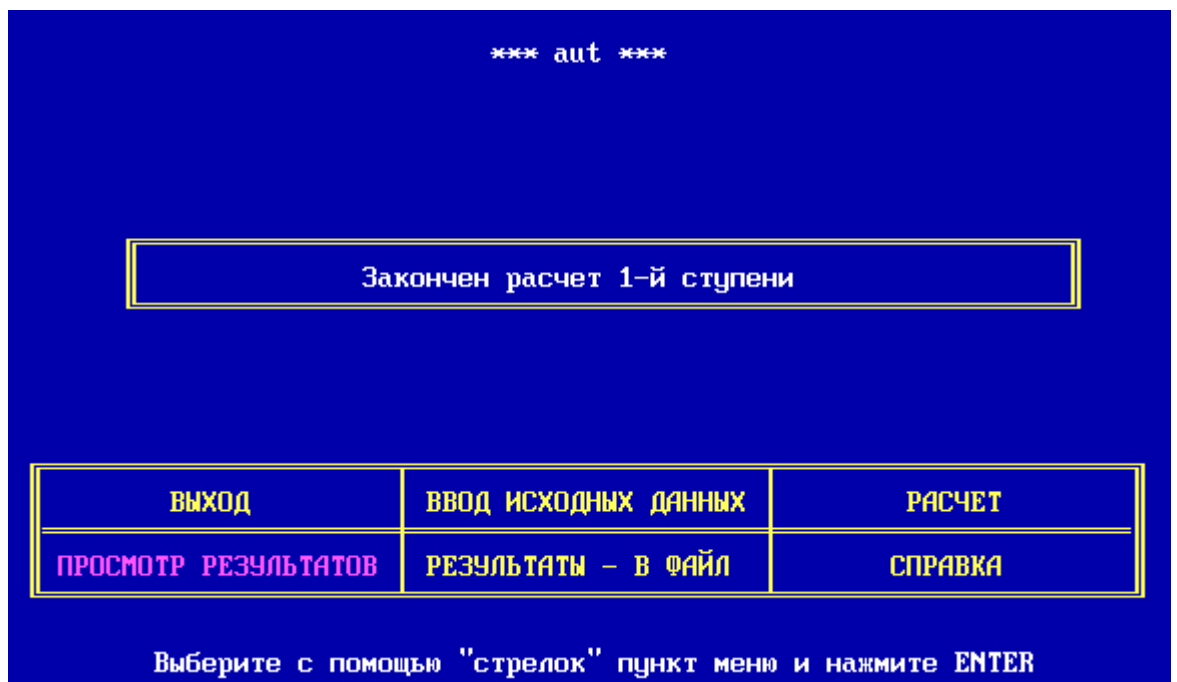 *** aut ***
Закончен расчет 1-й ступени
ВЫХОД ВВОД ИСХОДНЫХ ДАННЫХ РАСЧЕТ
ПРОСМОТР РЕЗУЛЬТАТОВ РЕЗУЛЬТАТЫ - В ФАЙЛ СПРАВКА
Выберите с помощью "стрелок" пункт меню и нажмите ENTER